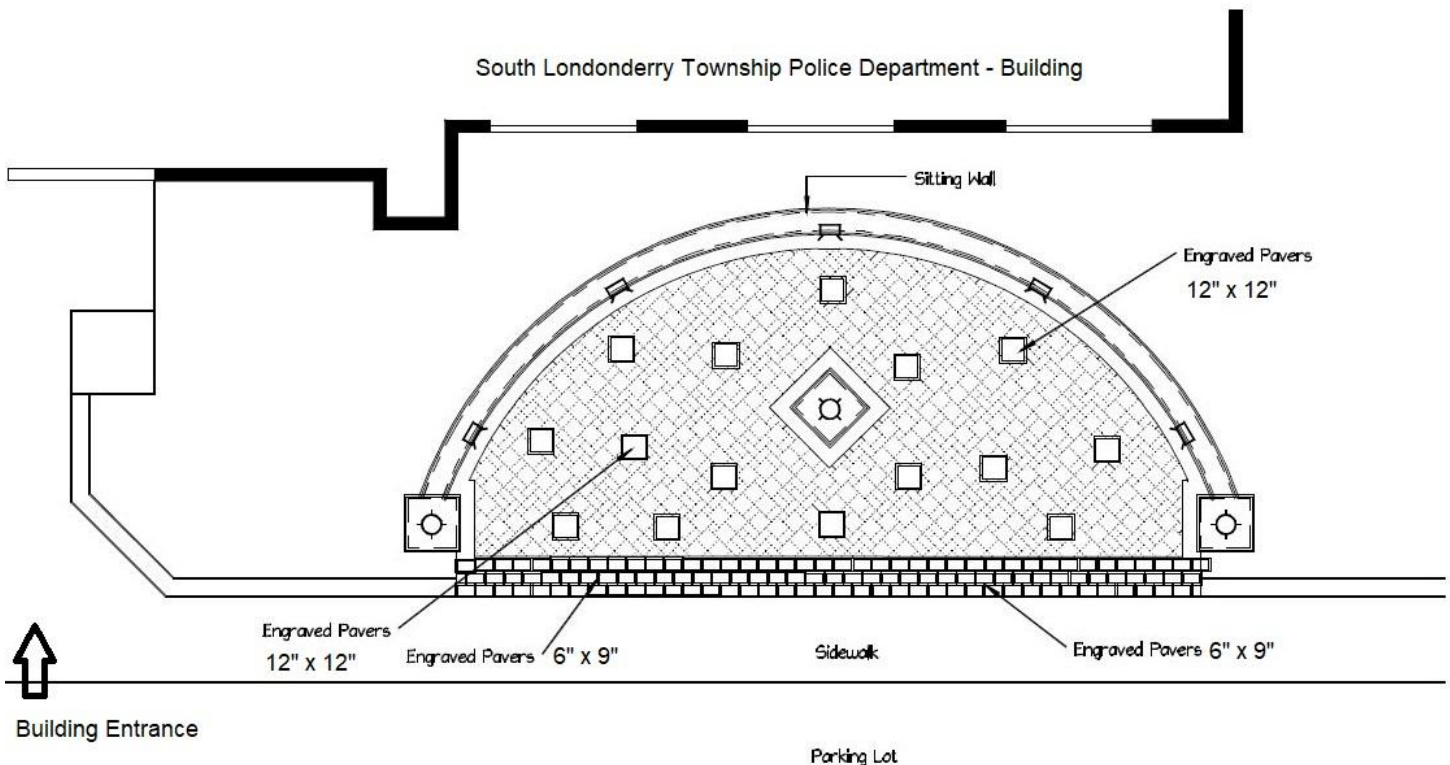 South Londonderry Township Police Department - Building
Sitting Wall
Engraved Pavers
12" x 12"
Engraved Pavers
12" x 12"
Engraved Pavers 6" x 9"
Sidewalk
Engraved Pavers 6" x 9"
Building Entrance
Parking Lot